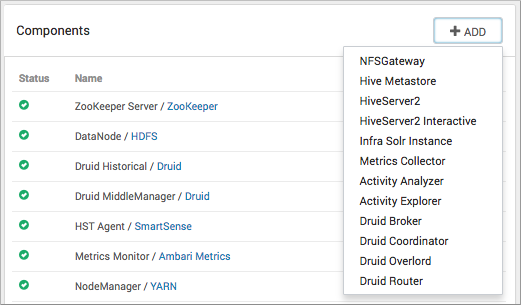 Components
+ ADD
Status Name
ZooKeeper Server / ZooKeeper
DataNode / HDFS
Druid Historical / Druid
Druid MiddleManager / Druid
HST Agent / SmartSense
Metrics Monitor / Ambari Metrics
NodeManager / YARN
NFSGateway
Hive Metastore
HiveServer2
HiveServer2 Interactive
Infra Solr Instance
Metrics Collector
Activity Analyzer
Activity Explorer
Druid Broker
Druid Coordinator
Druid Overlord
Druid Router